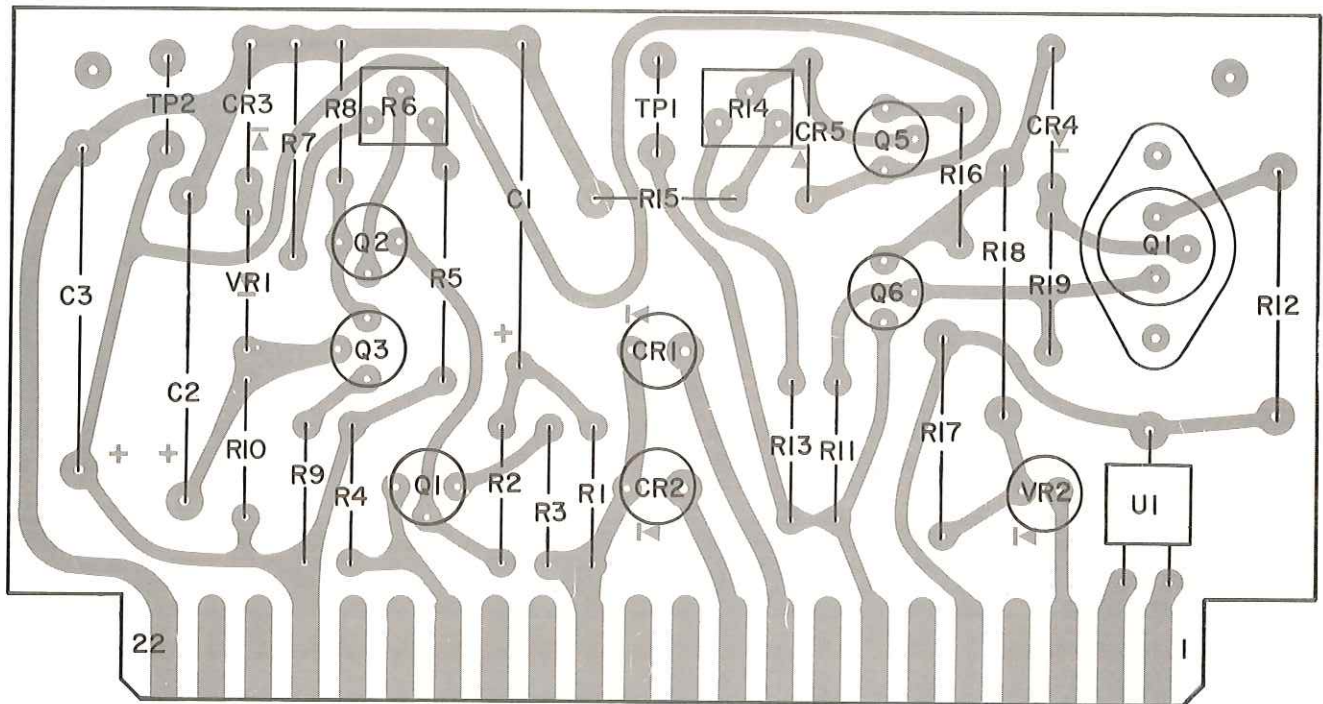 TP2
CR3
R7
R8
R6
TP1
R14
CR5
Q5
R16
CR4
C3
C2
VR1
Q2
R5
C1
R15
Q6
R18
R19
Q1
R12
Q3
CR1
+
+
+
R10
R9
R4
Q1
R2
R3
R1
CR2
R13
R11
R17
VR2
U1
22
1